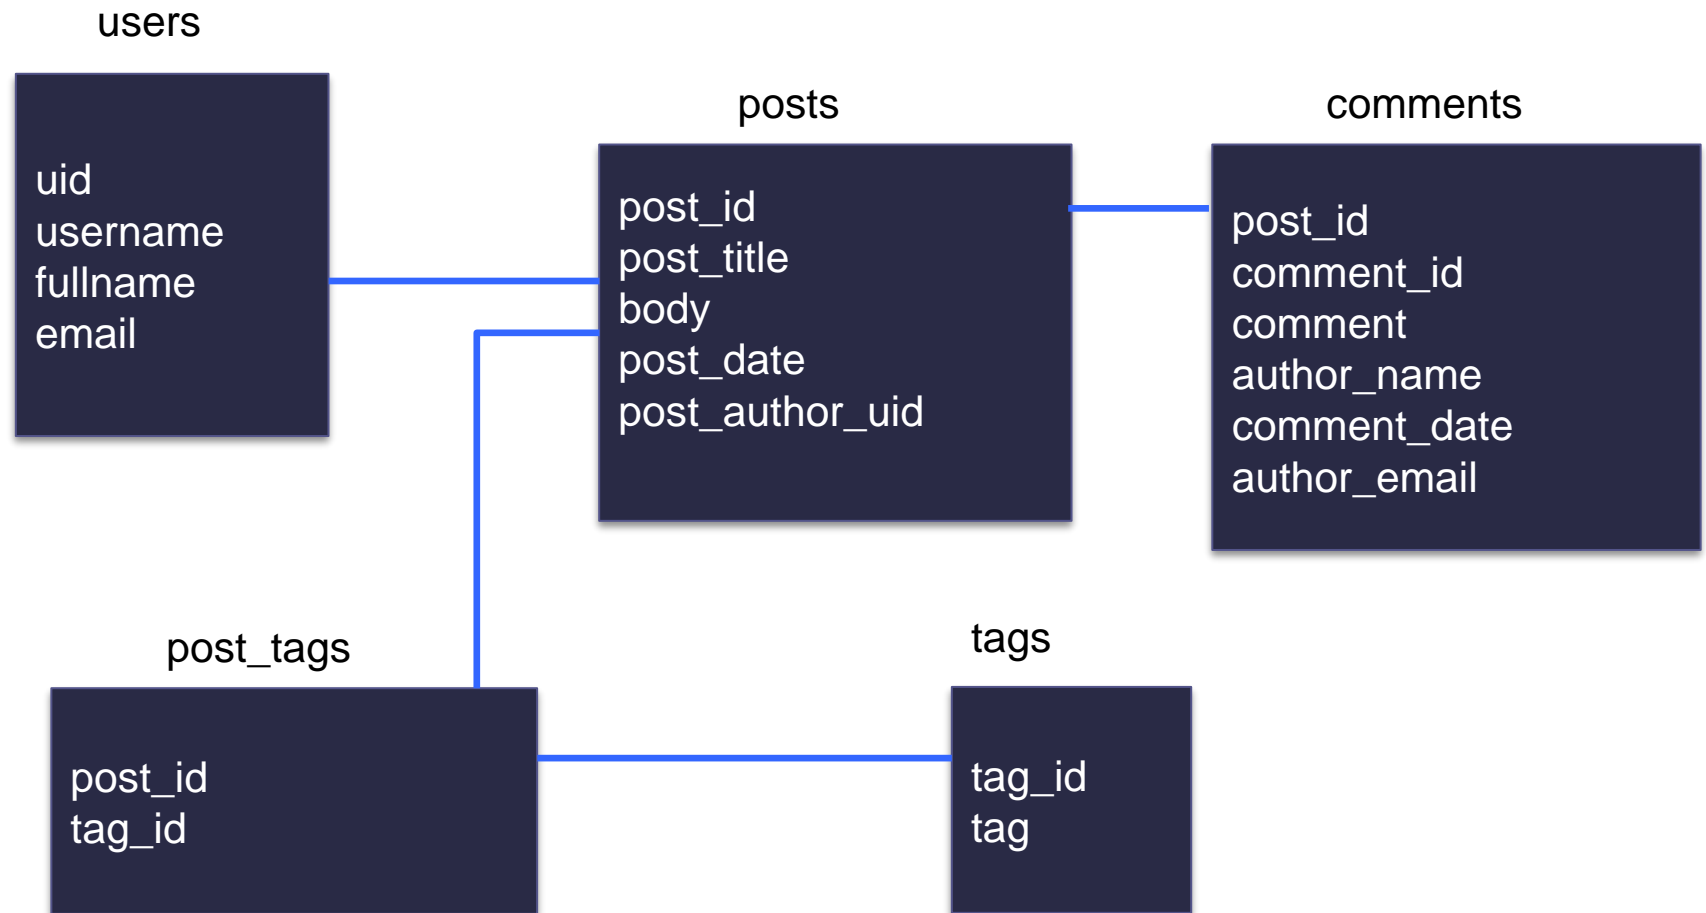 users
uid
username
fullname
email
posts
post_id
post_title
body
post_date
post_author_uid
comments
post_id
comment_id
comment
author_name
comment_date
author_email
post_tags
post_id
tag_id
tags
tag_id
tag